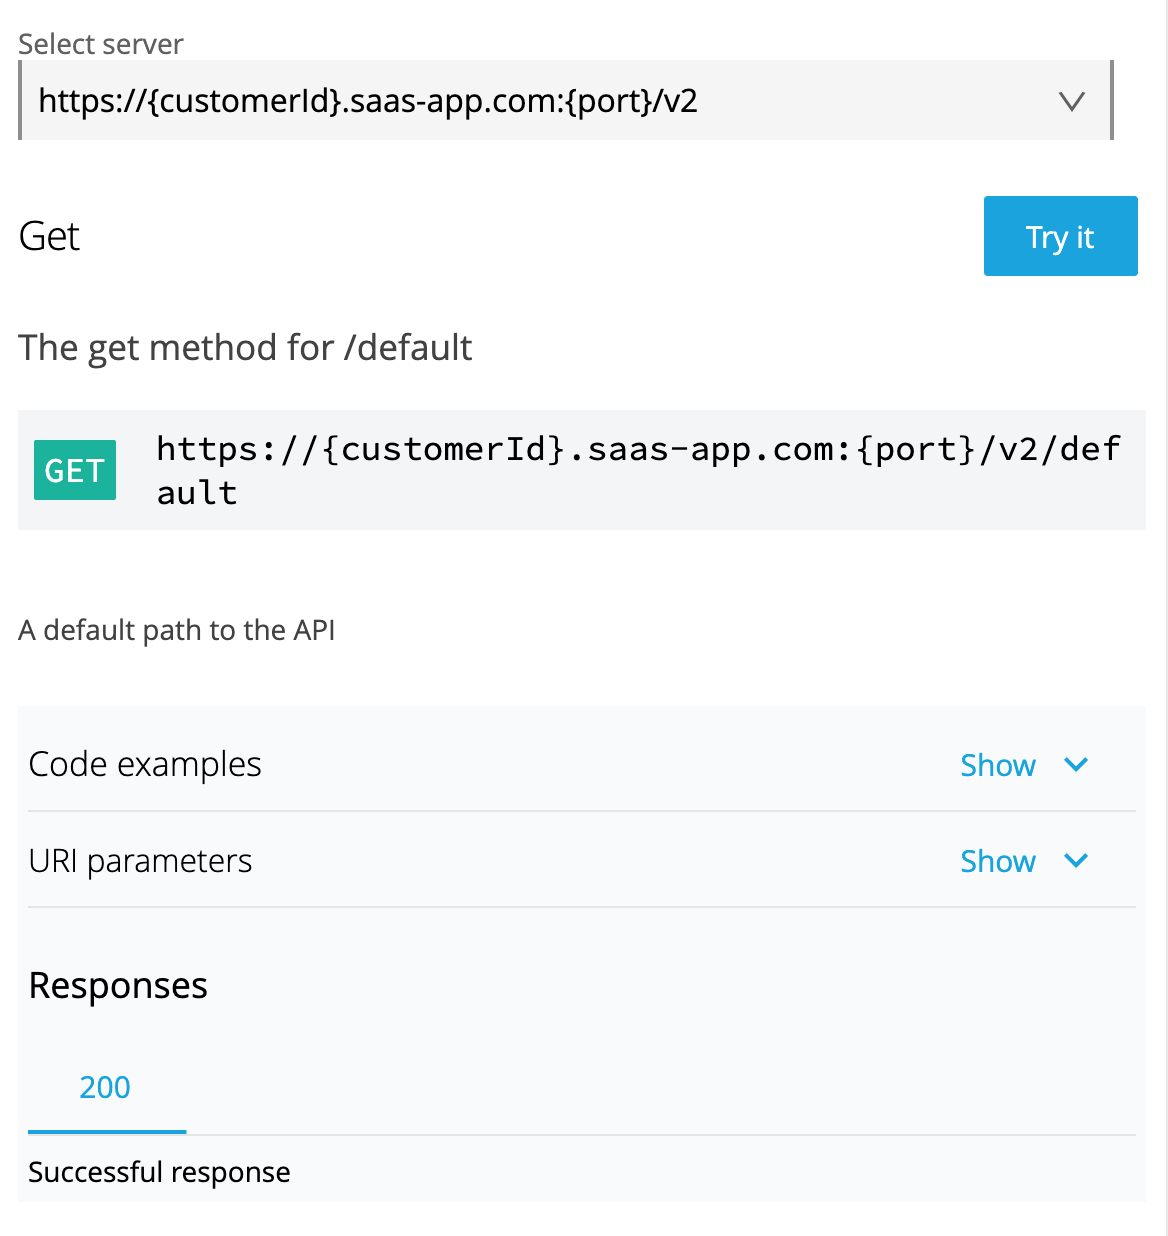 Select server
https://{customerId}.saas-app.com:{port}/v2
Get
Try it
The get method for /default
GET
https://{customerId}.saas-app.com:{port}/v2/def
ault
A default path to the API
Code examples
Show
URI parameters
Show
Responses
200
Successful response